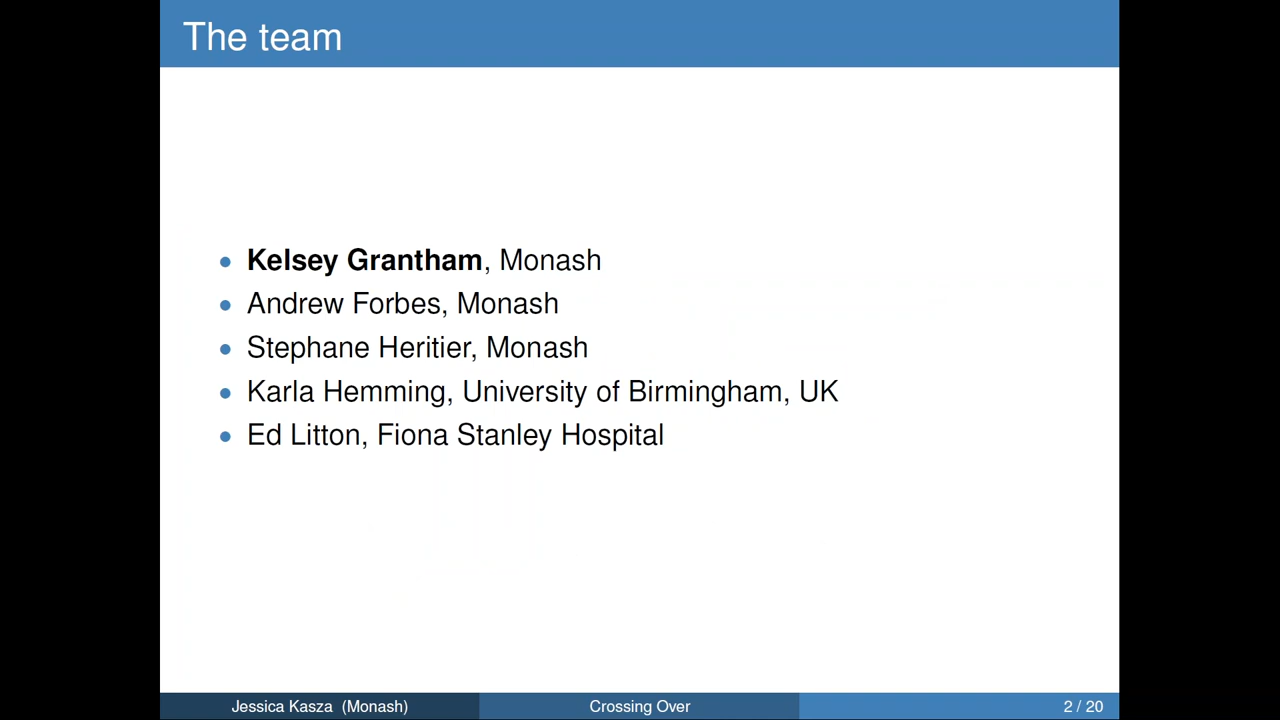 The team
• Kelsey Grantham, Monash
• Andrew Forbes, Monash
• Stephane Heritier, Monash
• Karla Hemming, University of Birmingham, UK
• Ed Litton, Fiona Stanley Hospital
Jessica Kasza (Monash)
Crossing Over
2 / 20